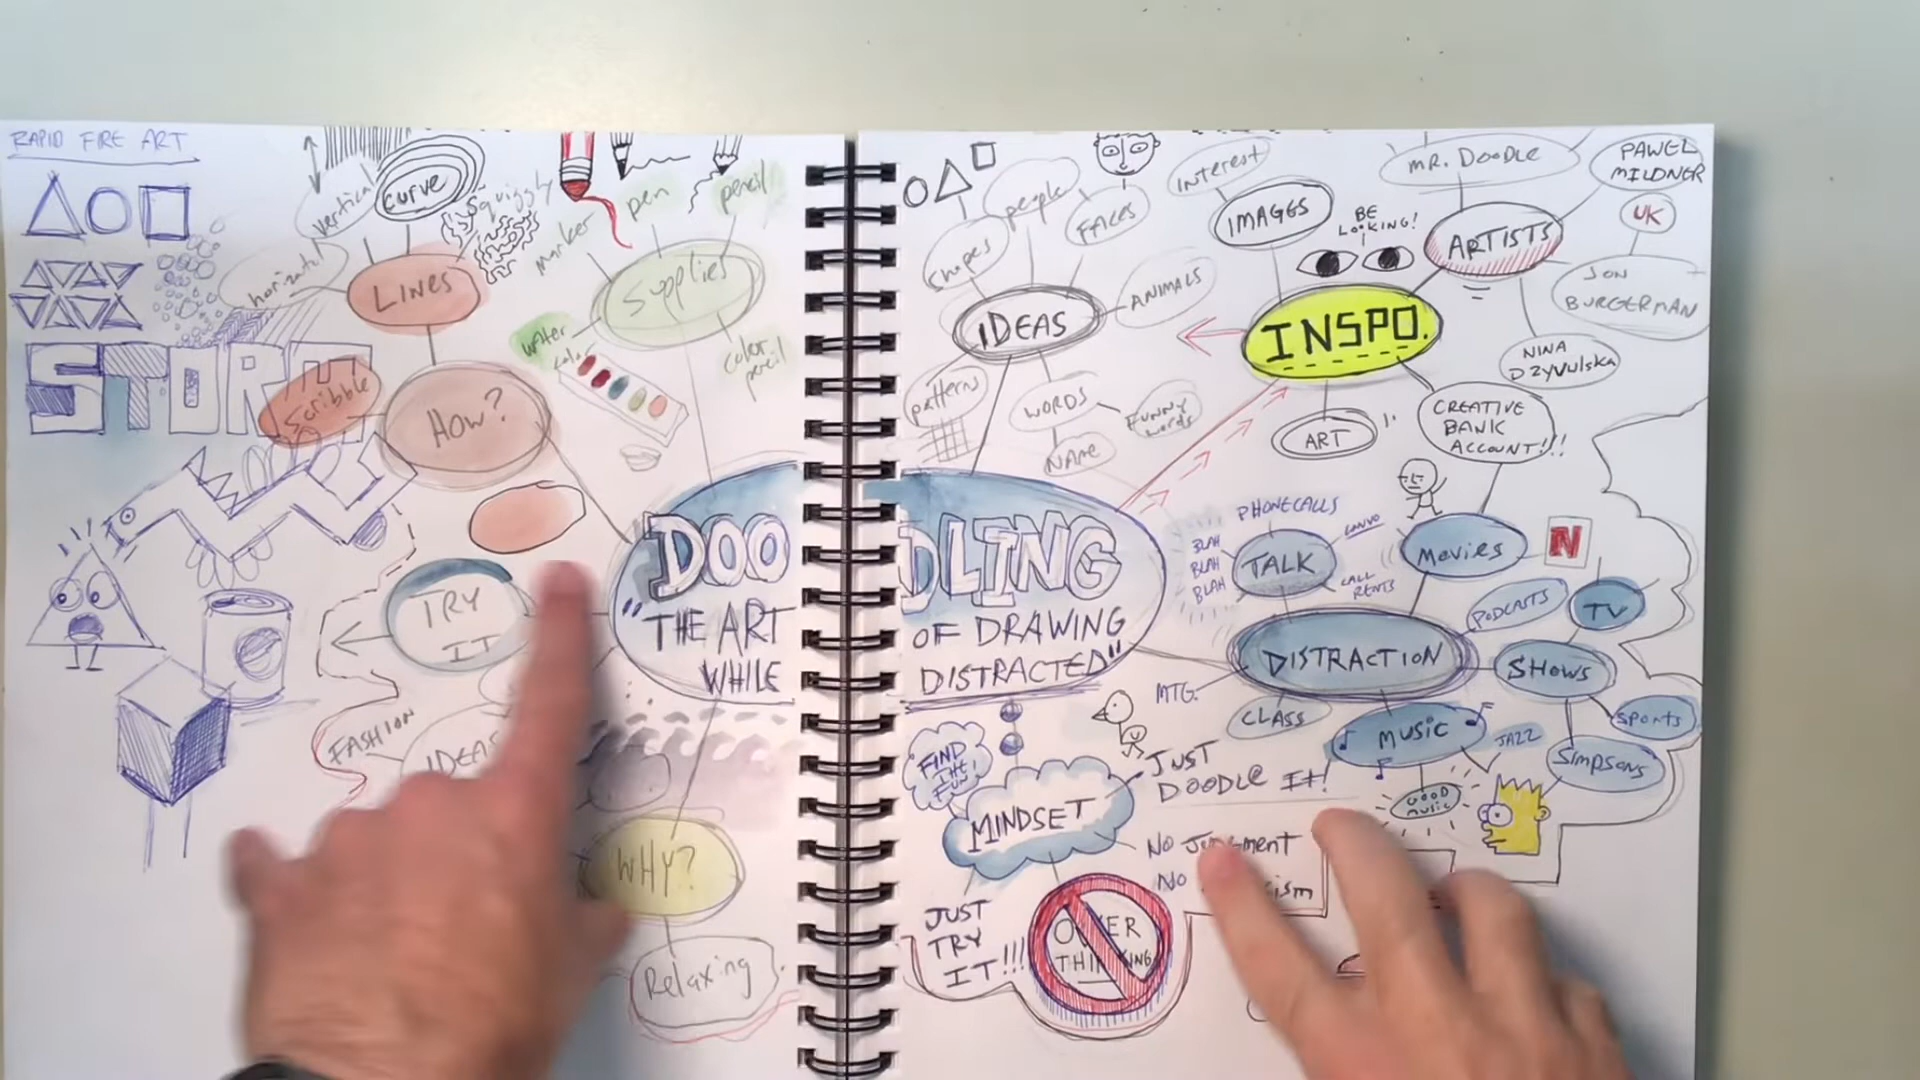 RAPID FIRE ART
STORM
vertical
curve
squiggly
horizontal
LINES
Scribble
HOW?
marker
pen
pencil
Supplies
water
color
color
pencil
TRY
IT
FASHION
IDEAS
WHY?
Relaxing
DOODLING
"THE ART OF DRAWING
WHILE DISTRACTED"
shapes
people
FACES
IDEAS
ANIMALS
patterns
WORDS
FUNNY
words
NAME
Interest
IMAGES
BE
LOOKING!
MR. DOODLE
PAWEL
MILDNER
UK
ARTISTS
JON
BURGERMAN
INSPO.
NINA
DZYVULSKA
ART
CREATIVE
BANK
ACCOUNT!!!
PHONECALLS
BLAH
BLAH
BLAH
TALK
CONVO
CALL
MOVIES
N
PODCASTS
TV
DISTRACTION
SHOWS
MTG.
CLASS
MUSIC
JAZZ
SPORTS
SIMPSONS
GOOD
MUSIC
FIND
THE
FUN!
MINDSET
JUST
DOODLE IT!
NO
NO
JUST
TRY
IT!!!
OVER
THINKING